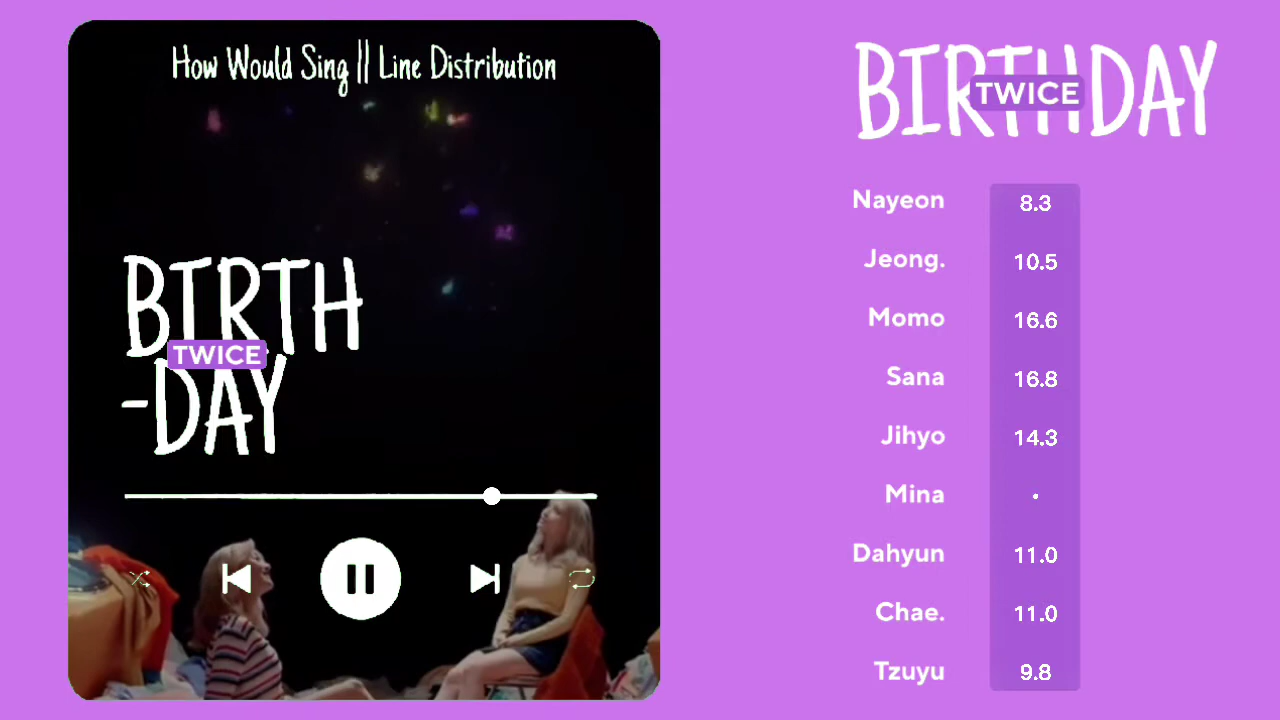 How Would Sing || Line Distribution
BIRTH
TWICE
-DAY
BIRTHDAY
TWICE
Nayeon 8.3
Jeong. 10.5
Momo 16.6
Sana 16.8
Jihyo 14.3
Mina •
Dahyun 11.0
Chae. 11.0
Tzuyu 9.8